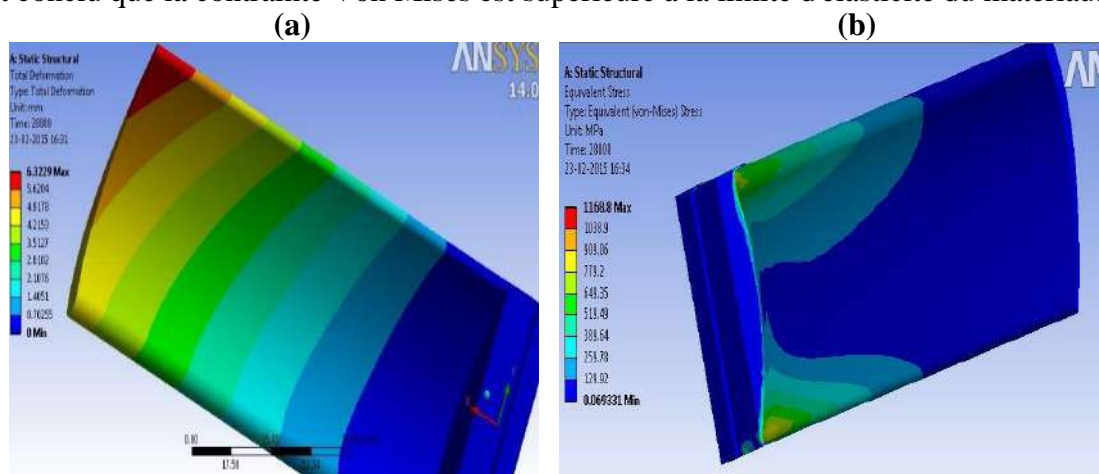 t conclu que la contrainte Von Mises est supérieure à la limite d'élasticité du matériau.
(a) (b)
A: Static Structural
Total Deformation
Type: Total Deformation
Unit: mm
Time: 28800
23-02-2015 16:31
6.3229 Max
5.6204
4.9178
4.2153
3.5127
2.8102
2.1076
1.4051
0.70255
0 Min
ANSYS
14.0
0.00
17.50
A: Static Structural
Equivalent Stress
Type: Equivalent (von-Mises) Stress
Unit: MPa
Time: 28800
23-02-2015 16:34
1168.8 Max
1038.9
909.06
779.2
649.35
519.49
389.64
259.78
129.92
0.069331 Min
AN